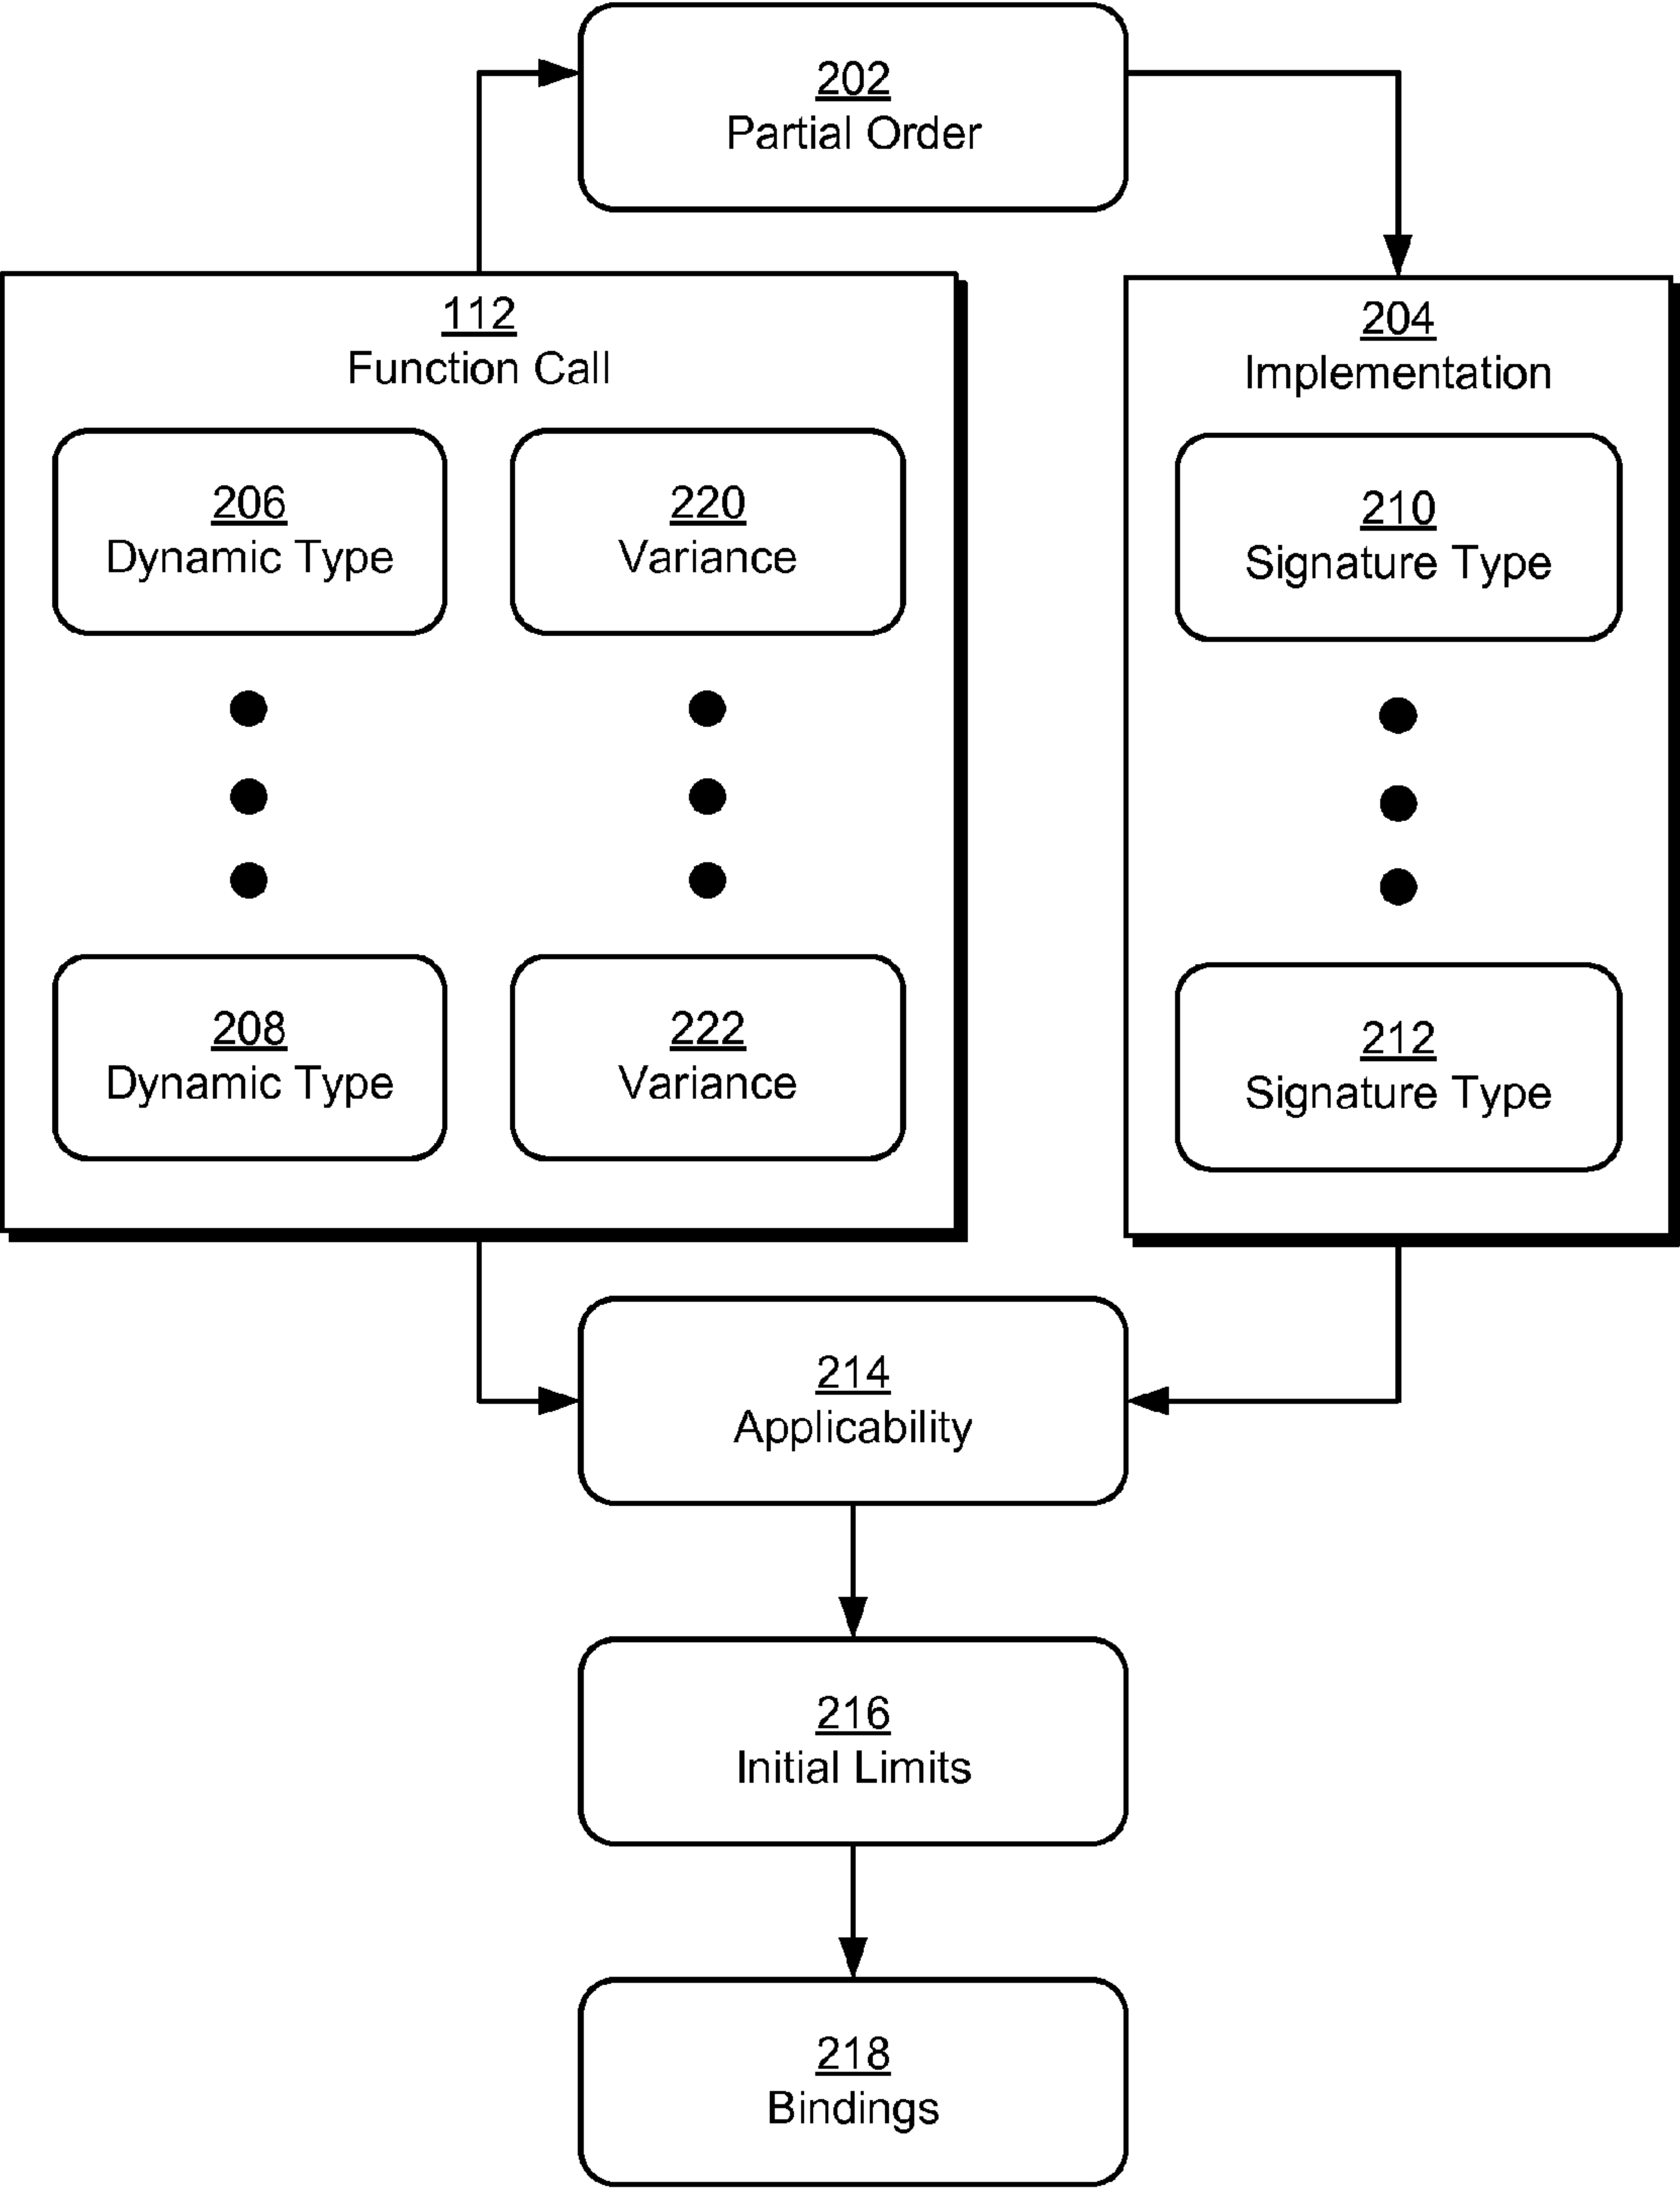 202
Partial Order
112
Function Call
206
Dynamic Type
220
Variance
208
Dynamic Type
222
Variance
204
Implementation
210
Signature Type
212
Signature Type
214
Applicability
216
Initial Limits
218
Bindings